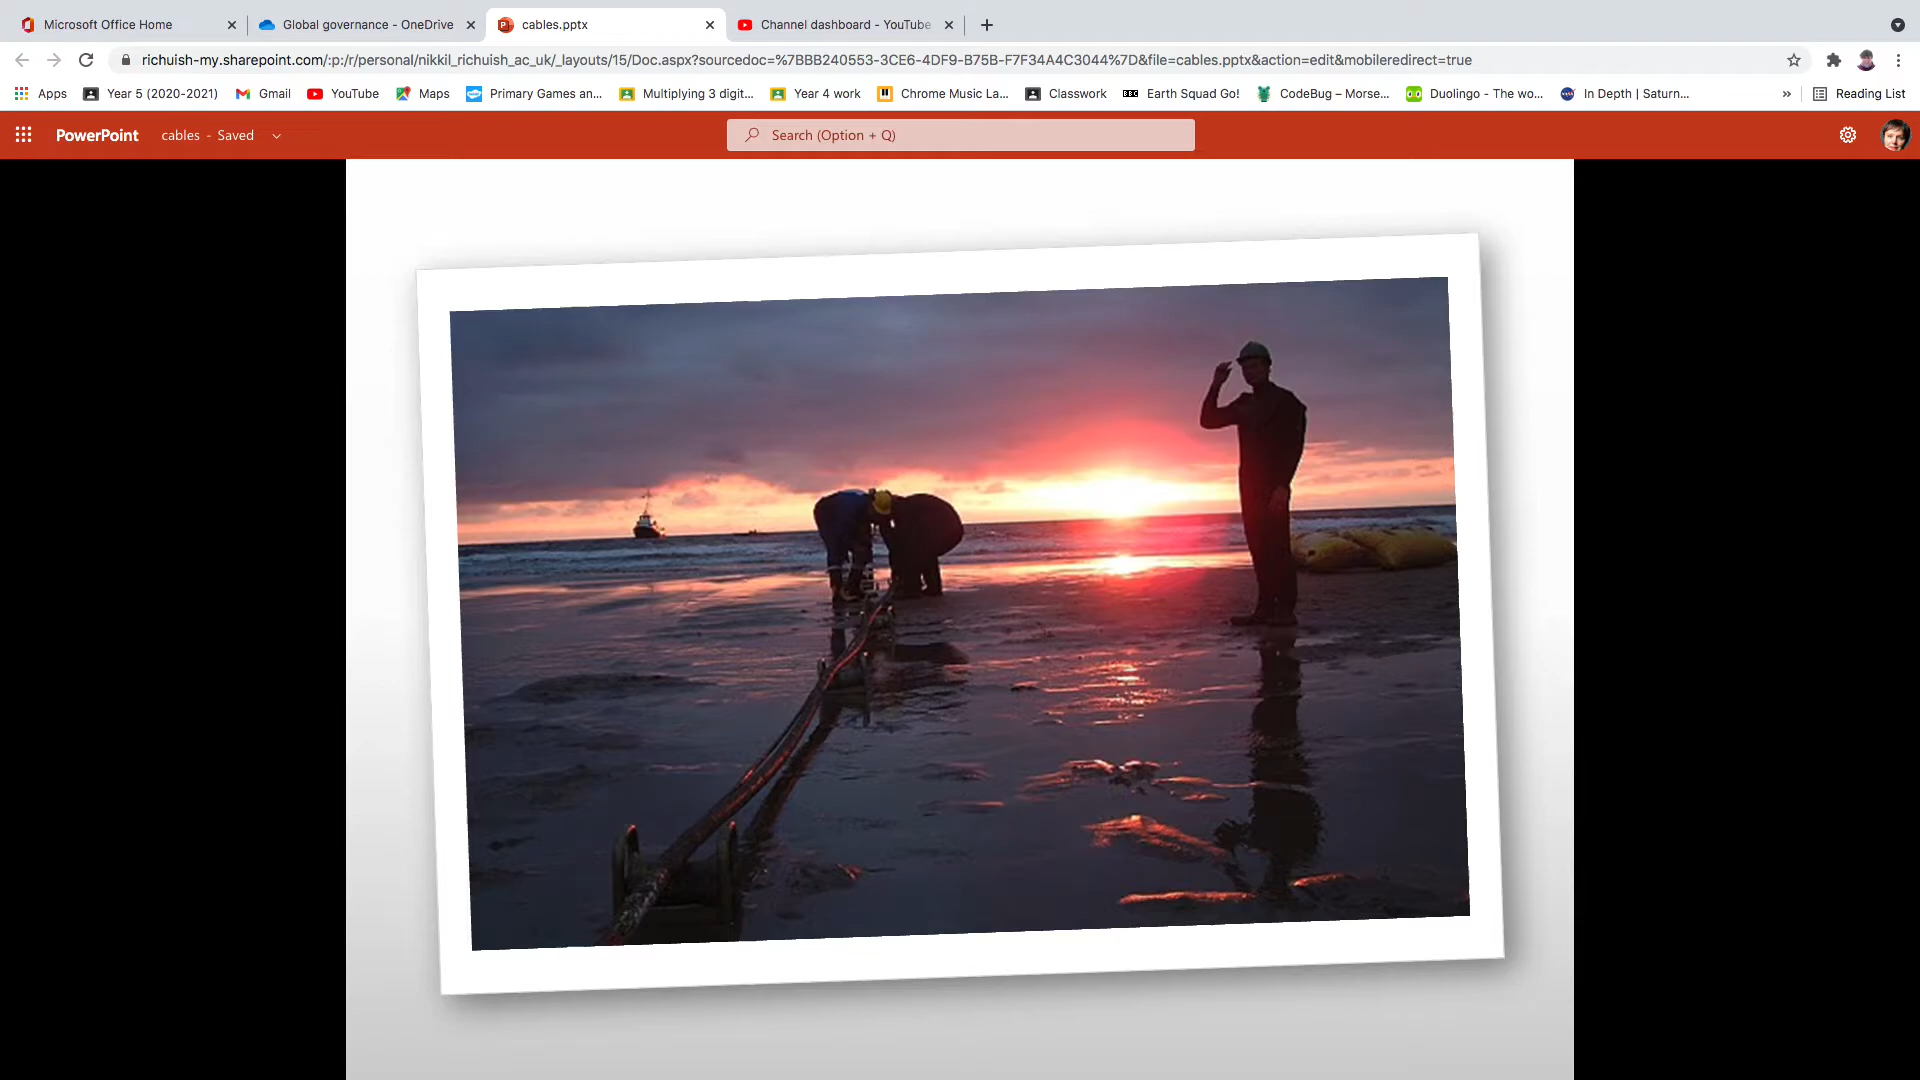 Microsoft Office Home
Global governance - OneDrive
cables.pptx
Channel dashboard - YouTube
richuish-my.sharepoint.com/:p:/r/personal/nikkil_richuish_ac_uk/_layouts/15/Doc.aspx?sourcedoc=%7BBB240553-3CE6-4DF9-B75B-F7F34A4C3044%7D&file=cables.pptx&action=edit&mobileredirect=true
Apps Year 5 (2020-2021) Gmail YouTube Maps Primary Games an... Multiplying 3 digit... Year 4 work Chrome Music La... Classwork BBC Earth Squad Go! CodeBug – Morse... Duolingo - The wo... In Depth | Saturn... » Reading List
PowerPoint cables - Saved Search (Option + Q)